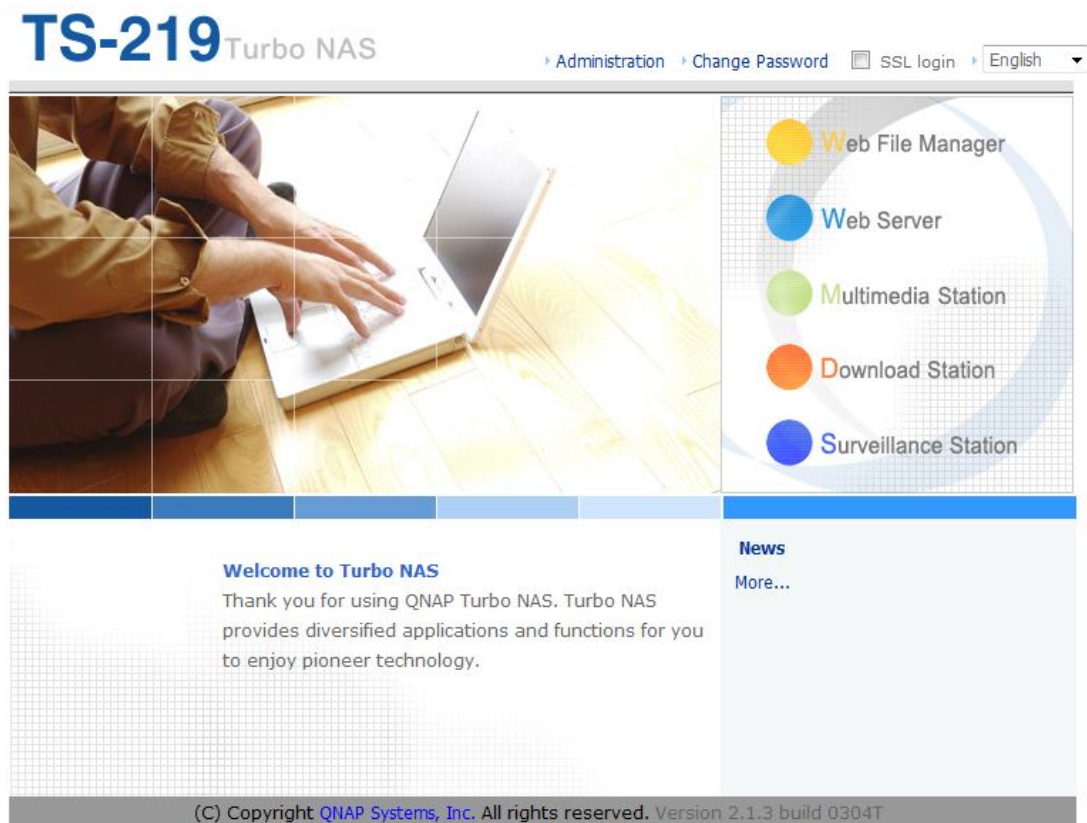 TS-219 Turbo NAS
Administration Change Password SSL login English
Web File Manager
Web Server
Multimedia Station
Download Station
Surveillance Station
Welcome to Turbo NAS
Thank you for using QNAP Turbo NAS. Turbo NAS
provides diversified applications and functions for you
to enjoy pioneer technology.
News
More...
(C) Copyright QNAP Systems, Inc. All rights reserved. Version 2.1.3 build 0304T